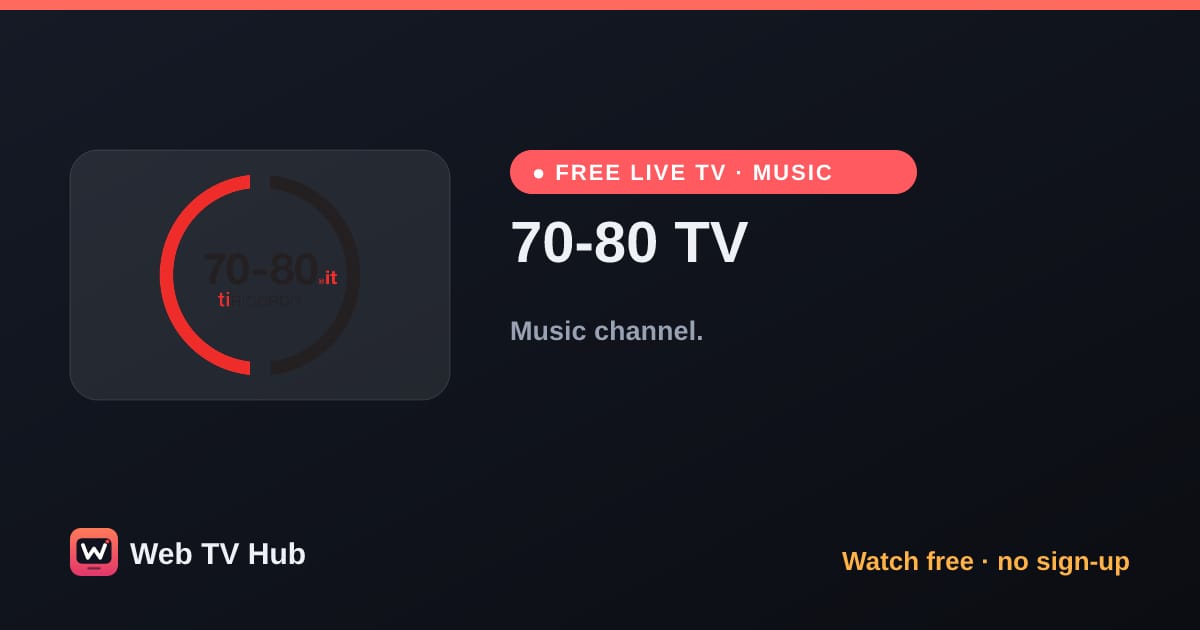 70-80.it
tiRICORDI
• FREE LIVE TV · MUSIC
70-80 TV
Music channel.
W
Web TV Hub
Watch free · no sign-up